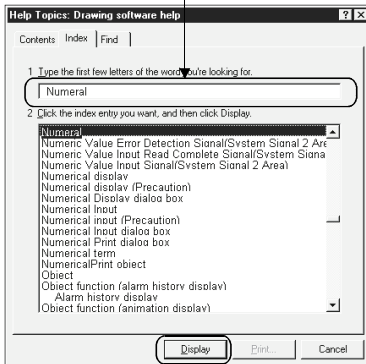 Help Topics: Drawing software help
Contents Index Find
1 Type the first few letters of the word you're looking for.
Numeral
2 Click the index entry you want, and then click Display.
Numeral
Numeric Value Error Detection Signal(System Signal 2 Are
Numeric Value Input Read Complete Signal(System Signa
Numeric Value Input Signal(System Signal 2 Area)
Numerical display
Numerical display (Precaution)
Numerical Display dialog box
Numerical Input
Numerical input (Precaution)
Numerical Input dialog box
Numerical Print dialog box
Numerical term
NumericalPrint object
Object
Object function (alarm history display)
Alarm history display
Object function (animation display)
Display Print... Cancel